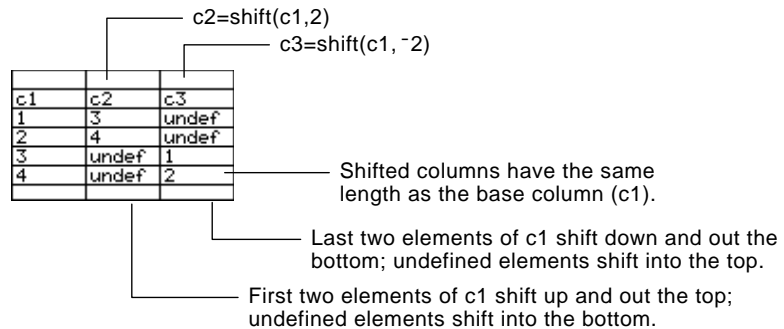 c2=shift(c1,2)
c3=shift(c1,⁻2)
c1 c2 c3
1 3 undef
2 4 undef
3 undef 1
4 undef 2
Shifted columns have the same
length as the base column (c1).
Last two elements of c1 shift down and out the
bottom; undefined elements shift into the top.
First two elements of c1 shift up and out the top;
undefined elements shift into the bottom.